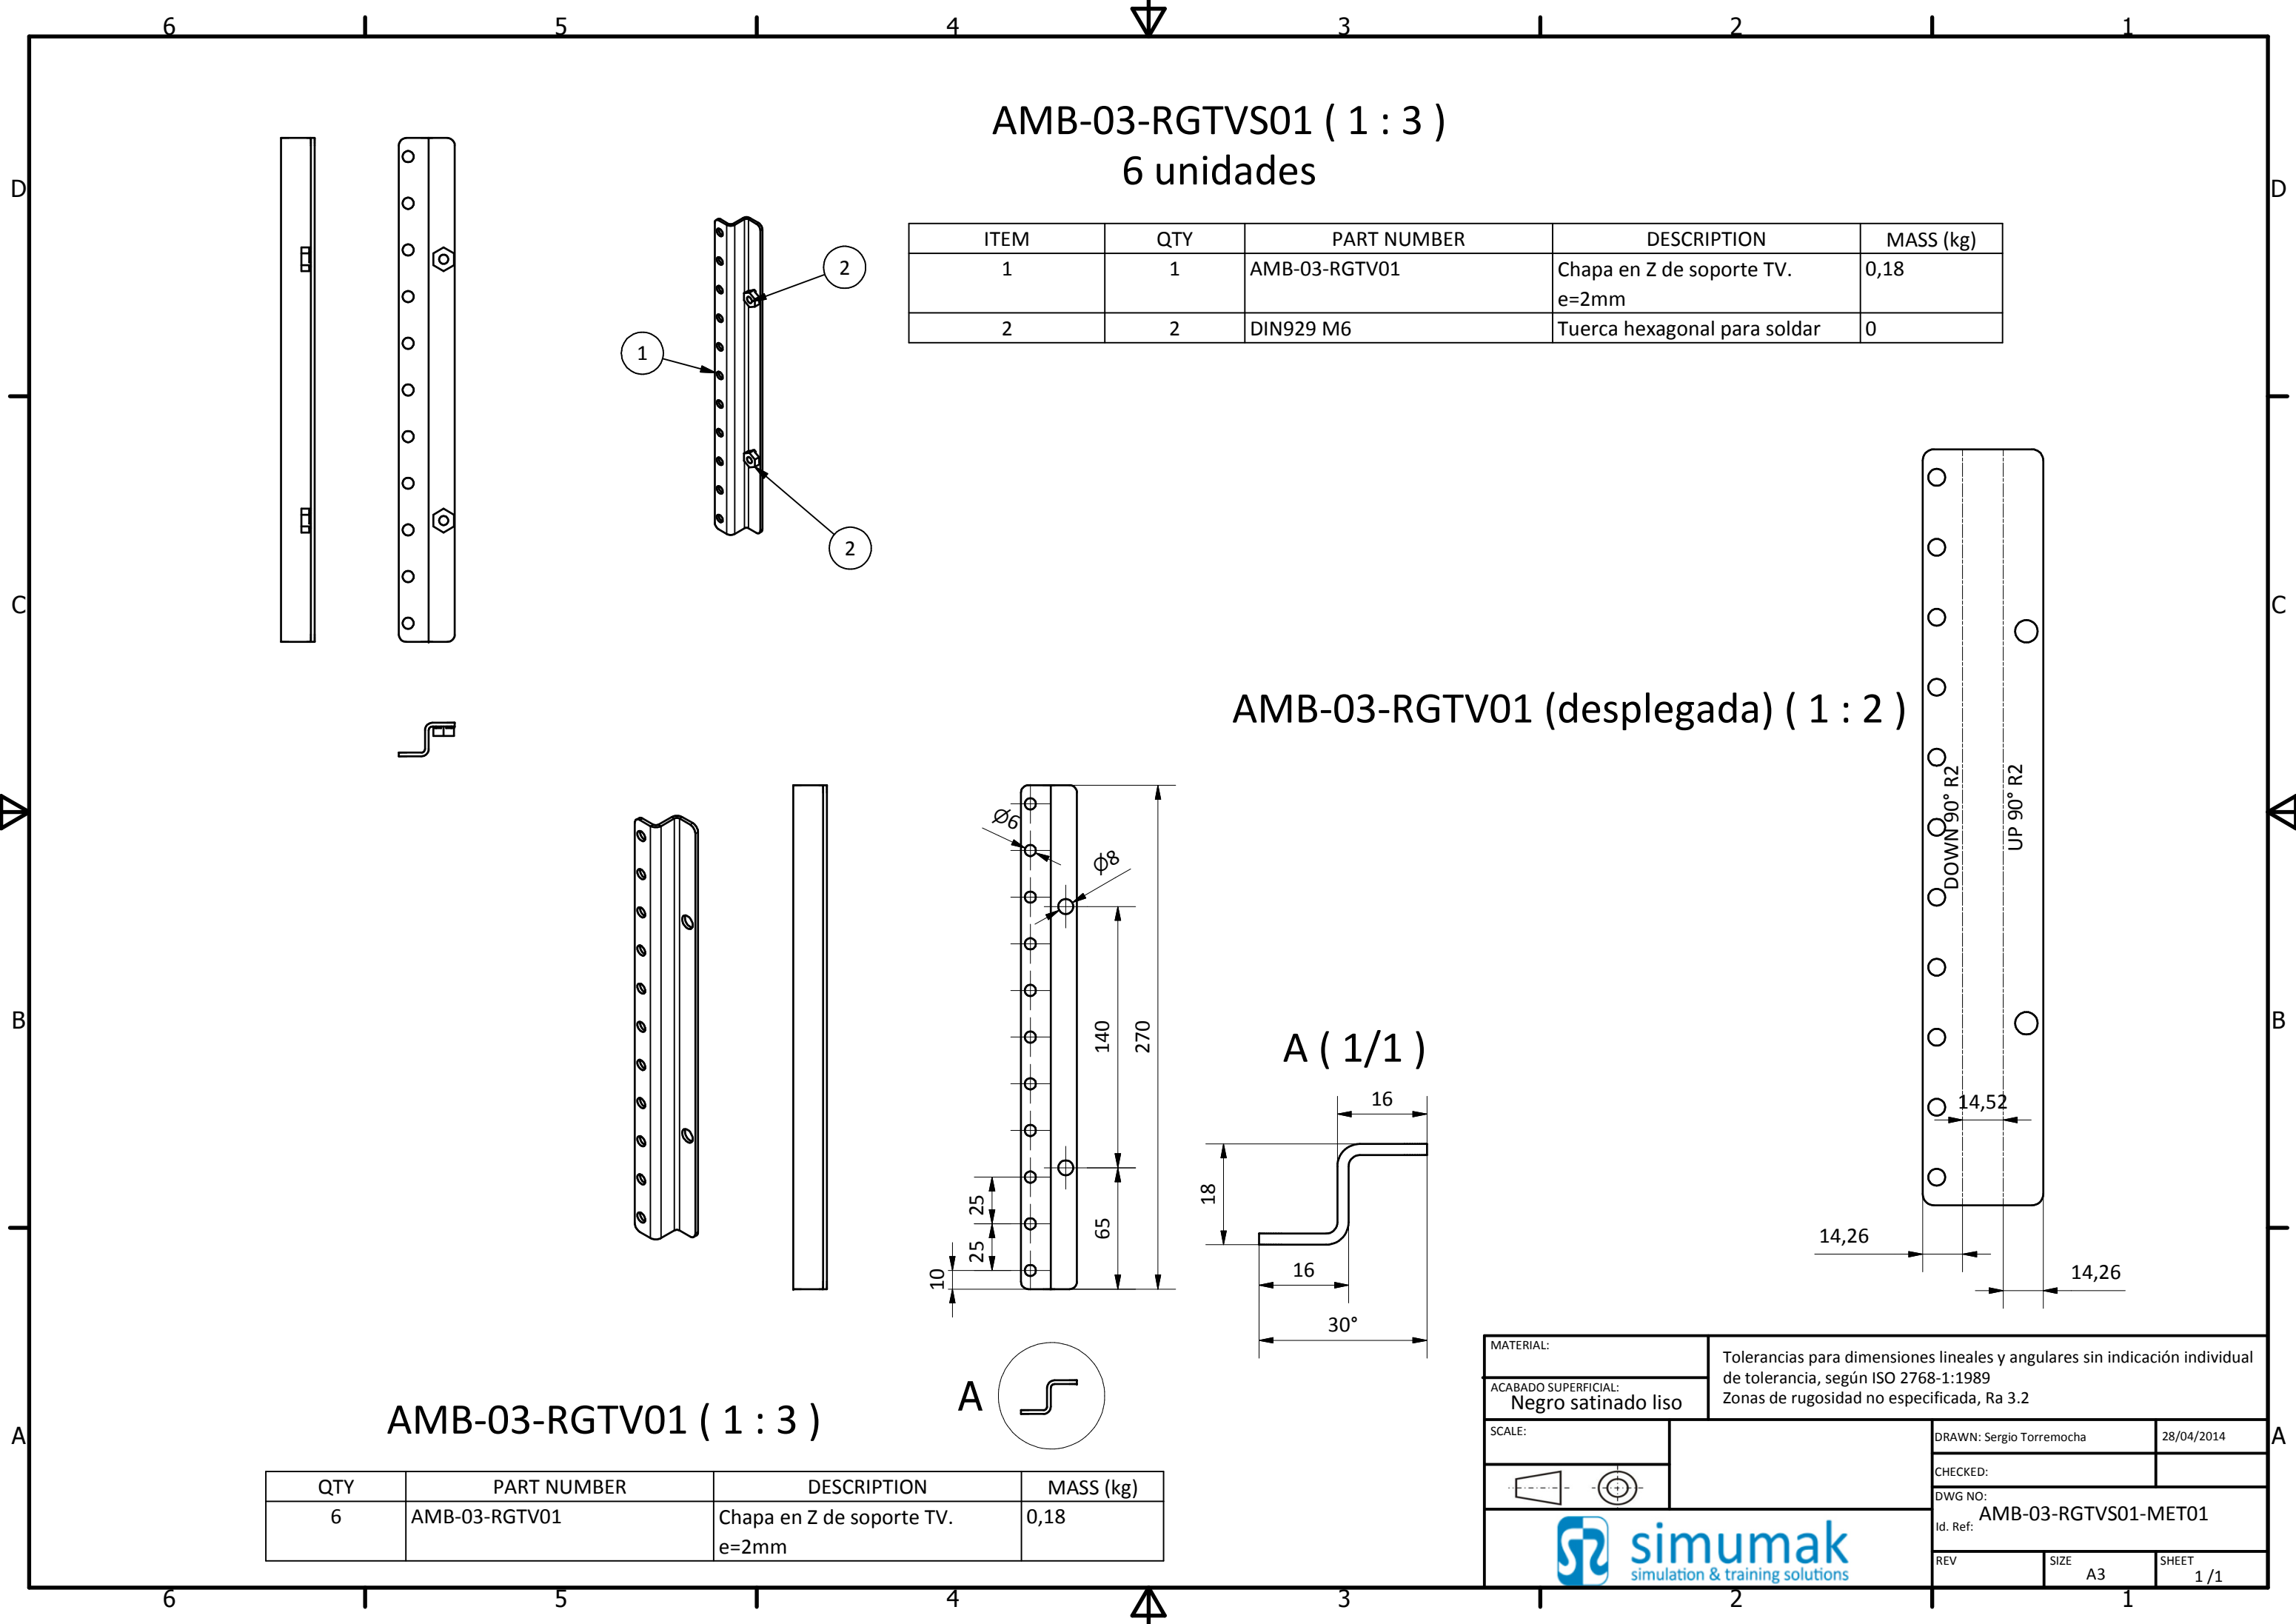 6 5 4 3 2 1
D D
C C
B B
A A
AMB-03-RGTVS01 ( 1 : 3 )
6 unidades
ITEM QTY PART NUMBER DESCRIPTION MASS (kg)
1 1 AMB-03-RGTV01 Chapa en Z de soporte TV. 0,18
e=2mm
2 2 DIN929 M6 Tuerca hexagonal para soldar 0
2
1
2
AMB-03-RGTV01 (desplegada) ( 1 : 2 )
DOWN 90° R2
UP 90° R2
14,52
14,26
14,26
Ø6
ϕ8
140
270
65
25
25
10
A ( 1/1 )
16
18
16
30°
A
AMB-03-RGTV01 ( 1 : 3 )
QTY PART NUMBER DESCRIPTION MASS (kg)
6 AMB-03-RGTV01 Chapa en Z de soporte TV. 0,18
e=2mm
MATERIAL:
ACABADO SUPERFICIAL:
Negro satinado liso
Tolerancias para dimensiones lineales y angulares sin indicación individual
de tolerancia, según ISO 2768-1:1989
Zonas de rugosidad no especificada, Ra 3.2
SCALE:
DRAWN: Sergio Torremocha 28/04/2014
CHECKED:
DWG NO:
AMB-03-RGTVS01-MET01
Id. Ref:
REV SIZE SHEET
A3 1 /1
simumak
simulation & training solutions
6 5 4 3 2 1